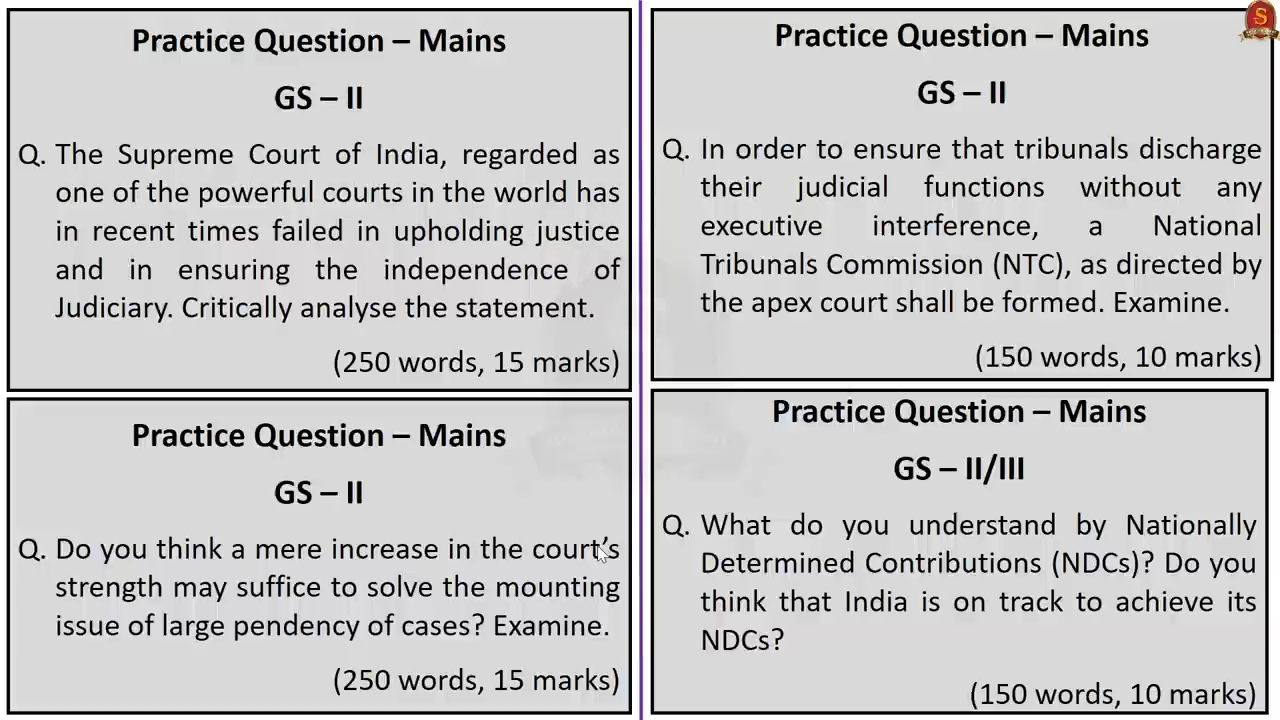 Practice Question – Mains
GS – II
Q. The Supreme Court of India, regarded as
one of the powerful courts in the world has
in recent times failed in upholding justice
and in ensuring the independence of
Judiciary. Critically analyse the statement.
(250 words, 15 marks)
Practice Question – Mains
GS – II
Q. Do you think a mere increase in the court’s
strength may suffice to solve the mounting
issue of large pendency of cases? Examine.
(250 words, 15 marks)
Practice Question – Mains
GS – II
Q. In order to ensure that tribunals discharge
their judicial functions without any
executive interference, a National
Tribunals Commission (NTC), as directed by
the apex court shall be formed. Examine.
(150 words, 10 marks)
Practice Question – Mains
GS – II/III
Q. What do you understand by Nationally
Determined Contributions (NDCs)? Do you
think that India is on track to achieve its
NDCs?
(150 words, 10 marks)
S